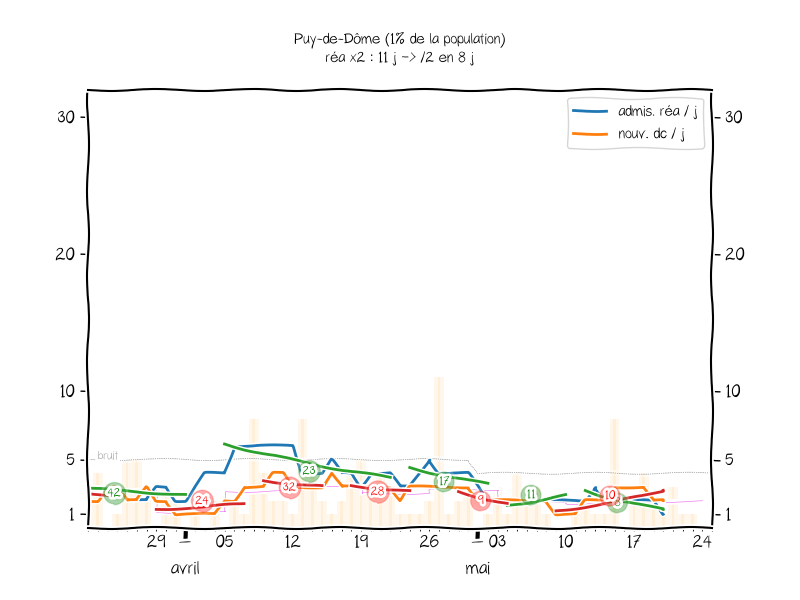 Puy-de-Dôme (1% de la population)
réa x2 : 11 j -> /2 en 8 j
admis. réa / j
nouv. dc / j
30 30
20 20
10 10
5 5
1 1
bruit
42 24 32 23 28 17 9 11 10
29 05 12 19 26 03 10 17 24
avril mai